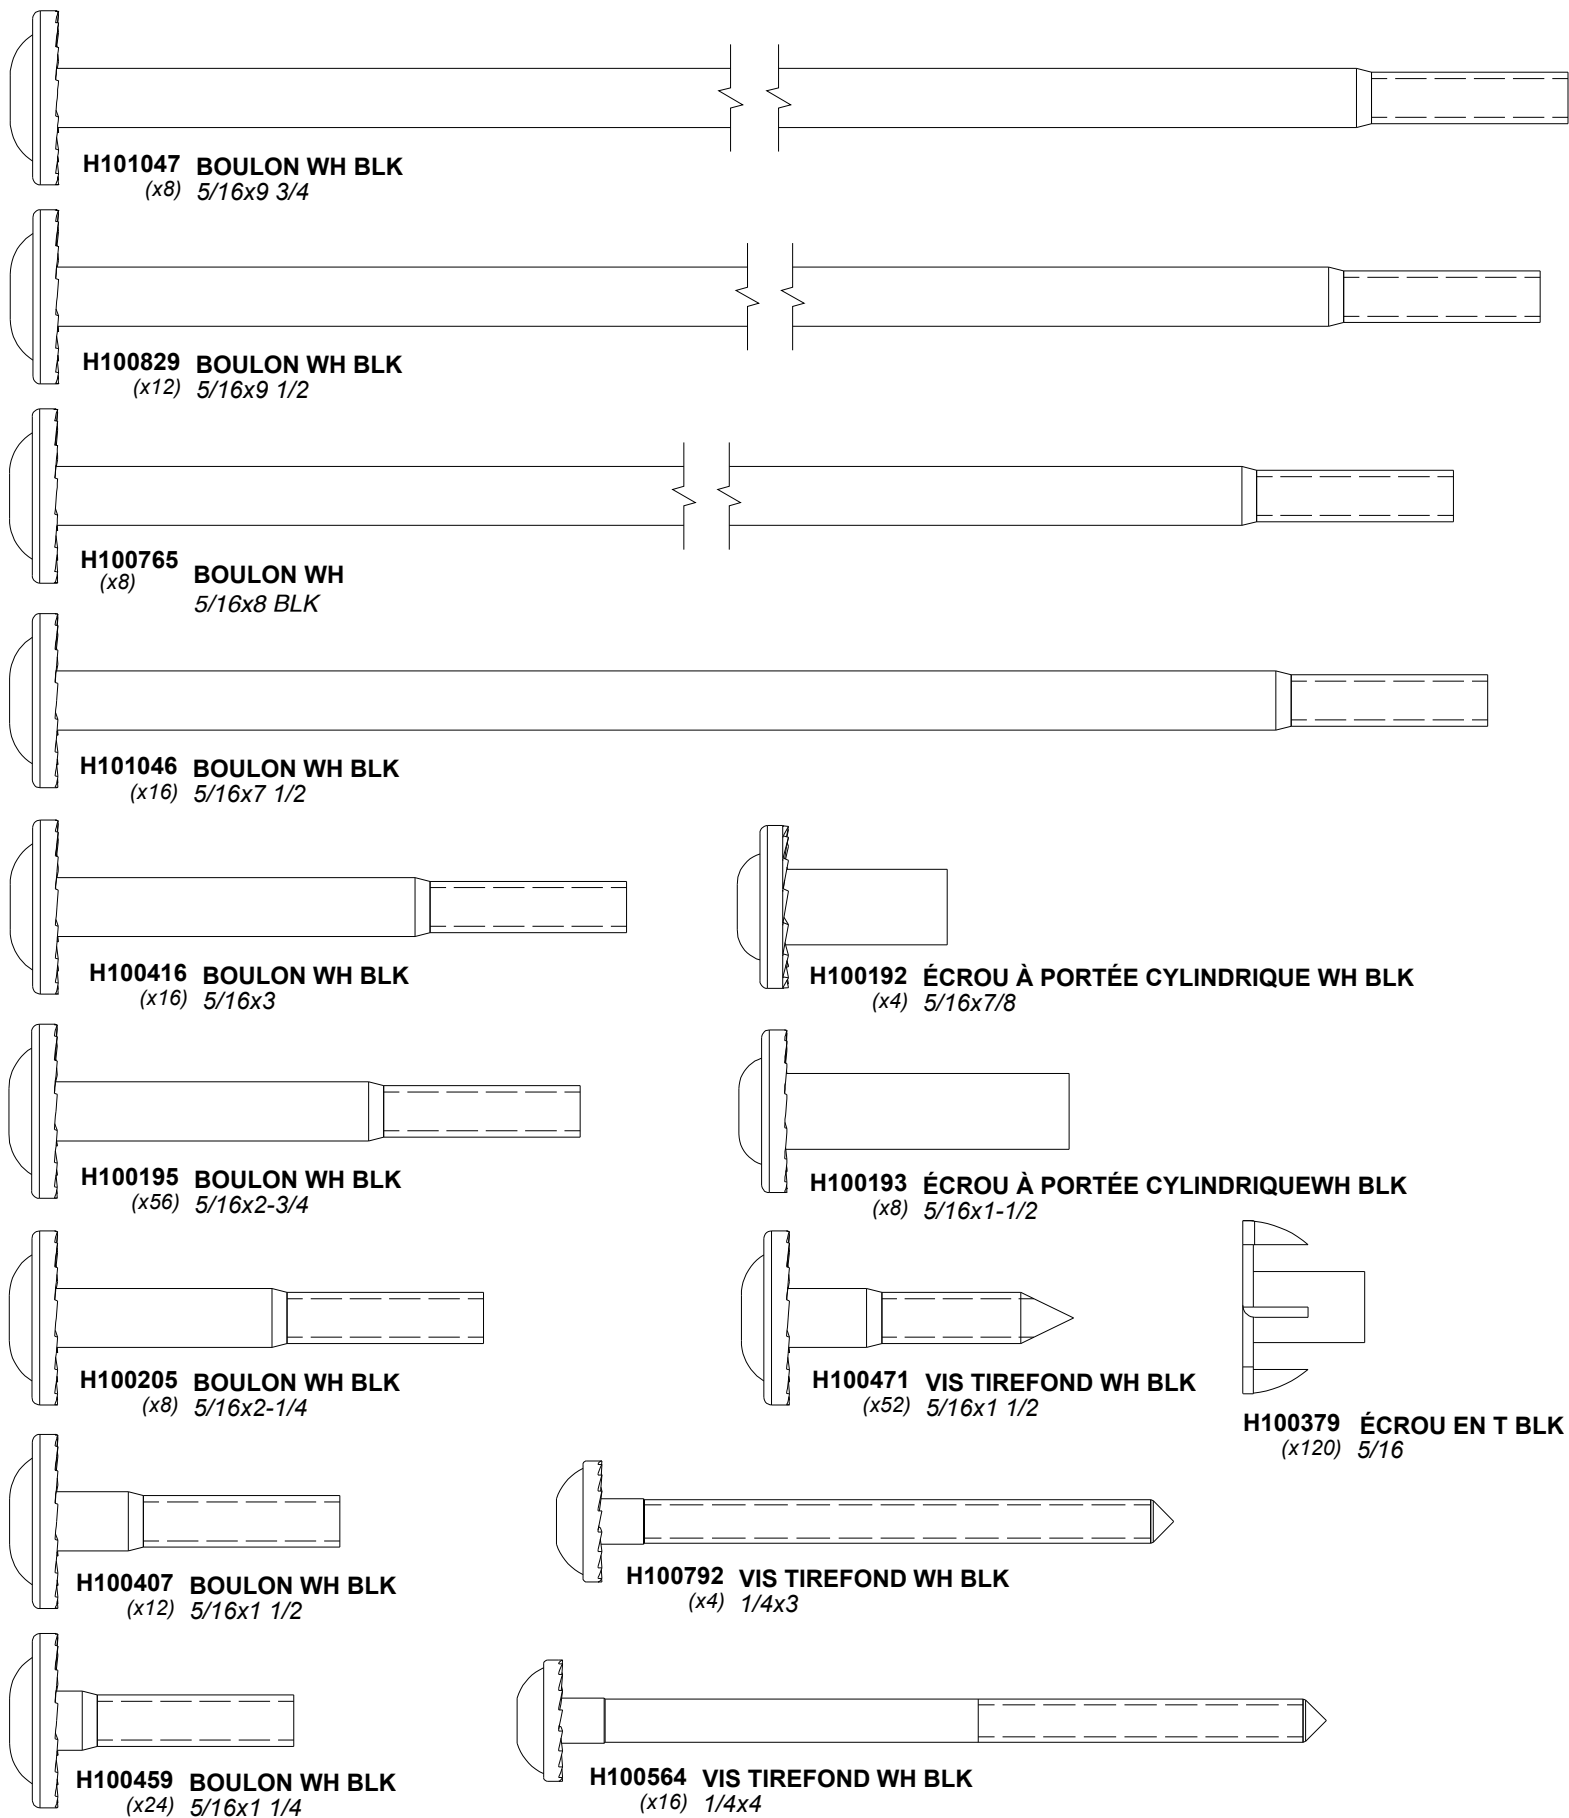 H101047 BOULON WH BLK
(x8) 5/16x9 3/4
H100829 BOULON WH BLK
(x12) 5/16x9 1/2
H100765
(x8) BOULON WH
5/16x8 BLK
H101046 BOULON WH BLK
(x16) 5/16x7 1/2
H100416 BOULON WH BLK
(x16) 5/16x3
H100192 ÉCROU À PORTÉE CYLINDRIQUE WH BLK
(x4) 5/16x7/8
H100195 BOULON WH BLK
(x56) 5/16x2-3/4
H100193 ÉCROU À PORTÉE CYLINDRIQUEWH BLK
(x8) 5/16x1-1/2
H100205 BOULON WH BLK
(x8) 5/16x2-1/4
H100471 VIS TIREFOND WH BLK
(x52) 5/16x1 1/2
H100379 ÉCROU EN T BLK
(x120) 5/16
H100407 BOULON WH BLK
(x12) 5/16x1 1/2
H100792 VIS TIREFOND WH BLK
(x4) 1/4x3
H100459 BOULON WH BLK
(x24) 5/16x1 1/4
H100564 VIS TIREFOND WH BLK
(x16) 1/4x4